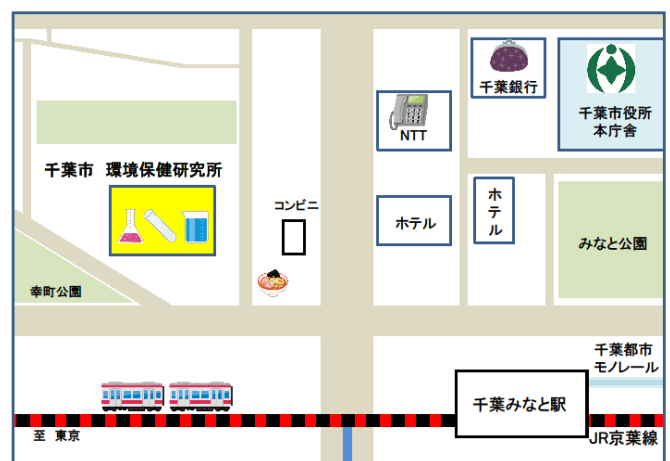 千葉銀行
千葉市役所
本庁舎
NTT
千葉市 環境保健研究所
コンビニ
ホテル
ホテル
みなと公園
幸町公園
千葉都市
モノレール
千葉みなと駅
至 東京
JR京葉線